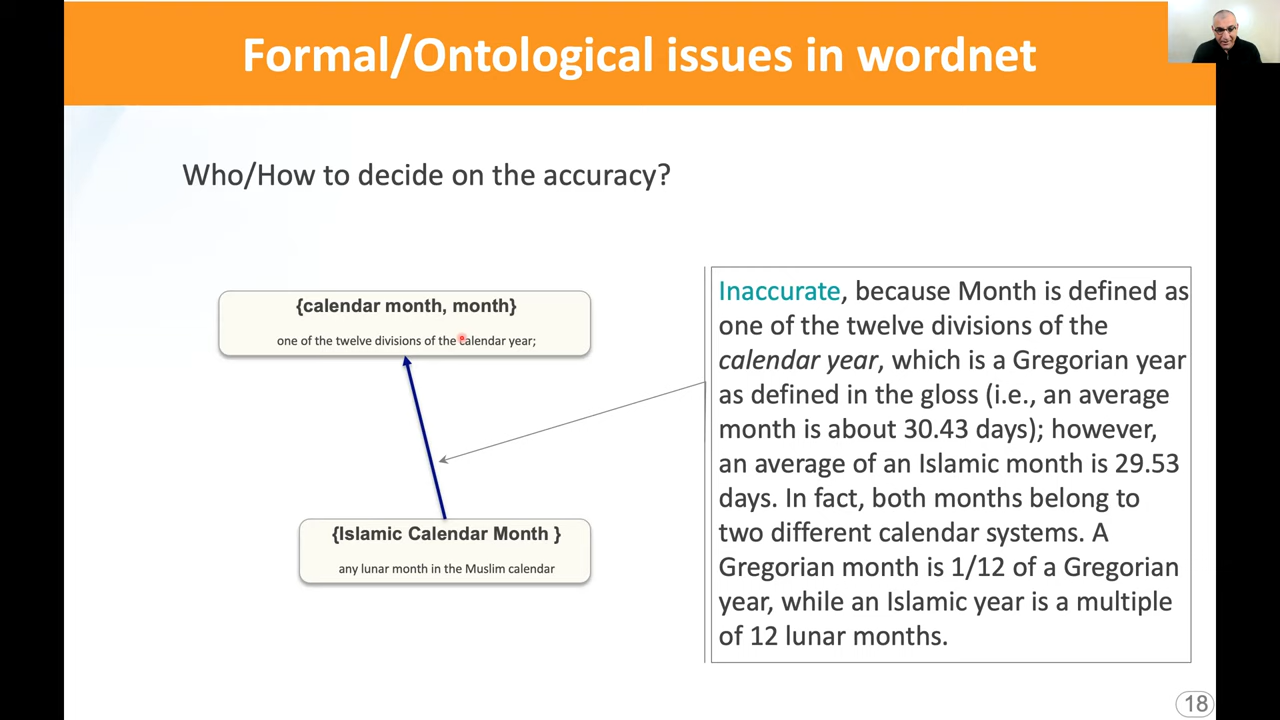 Formal/Ontological issues in wordnet
Who/How to decide on the accuracy?
{calendar month, month}
one of the twelve divisions of the calendar year;
{Islamic Calendar Month }
any lunar month in the Muslim calendar
Inaccurate, because Month is defined as
one of the twelve divisions of the
calendar year, which is a Gregorian year
as defined in the gloss (i.e., an average
month is about 30.43 days); however,
an average of an Islamic month is 29.53
days. In fact, both months belong to
two different calendar systems. A
Gregorian month is 1/12 of a Gregorian
year, while an Islamic year is a multiple
of 12 lunar months.
18